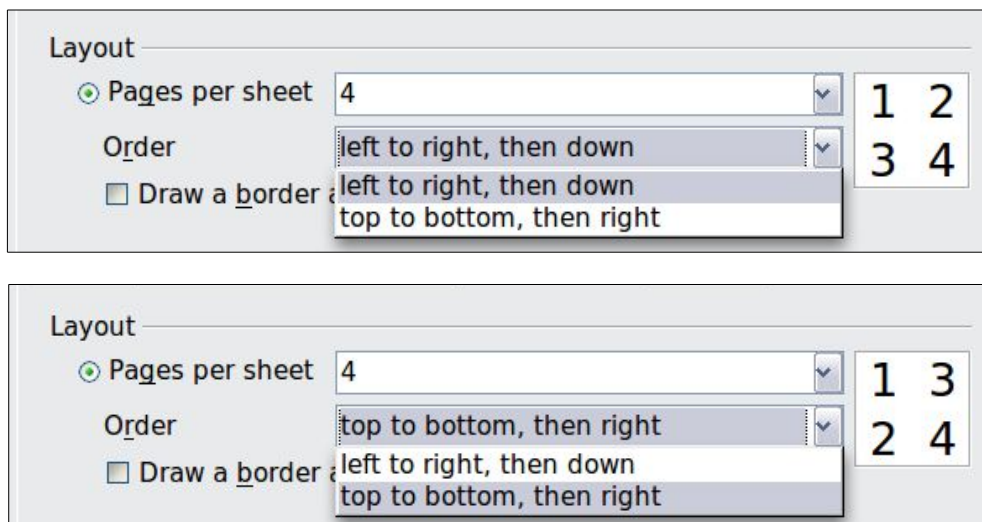 Layout
Pages per sheet 4
1 2
Order left to right, then down
3 4
Draw a border
left to right, then down
top to bottom, then right
Layout
Pages per sheet 4
1 3
Order top to bottom, then right
2 4
Draw a border
left to right, then down
top to bottom, then right